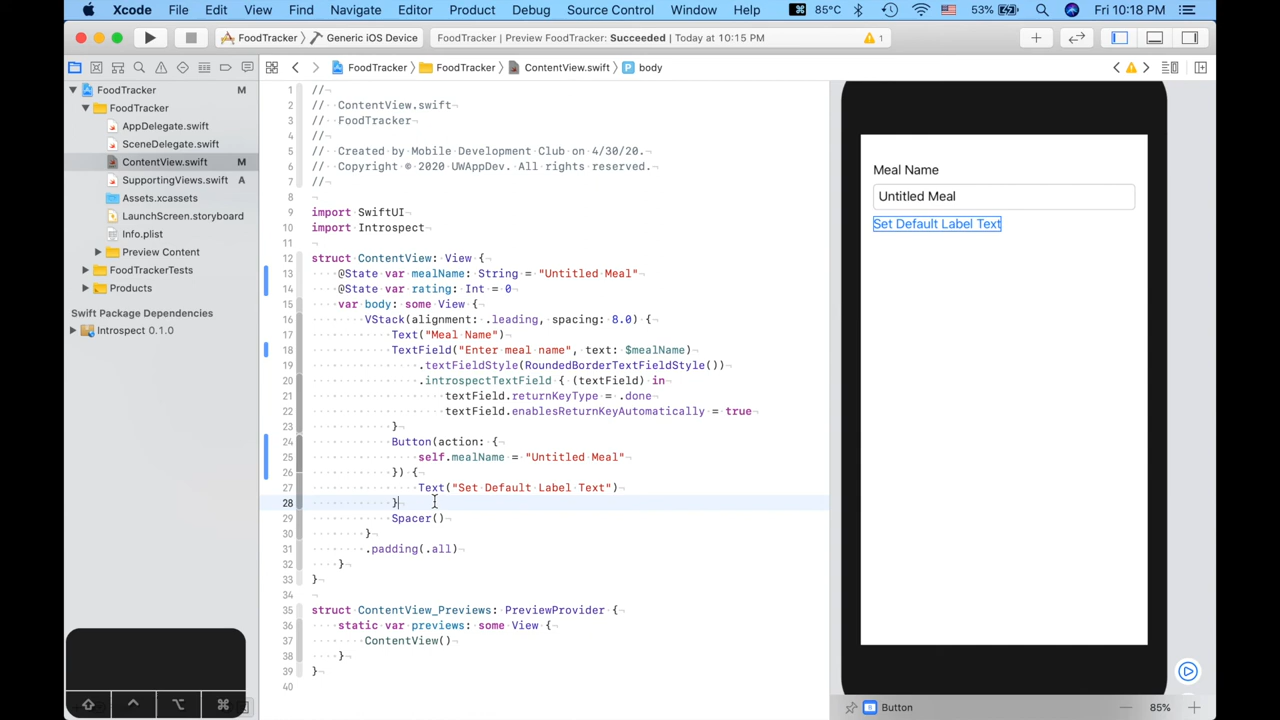 Xcode File Edit View Find Navigate Editor Product Debug Source Control Window Help 85°C 53% Fri 10:18 PM
FoodTracker Generic iOS Device FoodTracker | Preview FoodTracker: Succeeded | Today at 10:15 PM 1
FoodTracker FoodTracker ContentView.swift body
FoodTracker M
FoodTracker
AppDelegate.swift
SceneDelegate.swift
ContentView.swift M
SupportingViews.swift A
Assets.xcassets
LaunchScreen.storyboard
Info.plist
Preview Content
FoodTrackerTests
Products
Swift Package Dependencies
Introspect 0.1.0
1 //
2 // ContentView.swift
3 // FoodTracker
4 //
5 // Created by Mobile Development Club on 4/30/20.
6 // Copyright © 2020 UWAppDev. All rights reserved.
7 //
8
9 import SwiftUI
10 import Introspect
11
12 struct ContentView: View {
13 @State var mealName: String = "Untitled Meal"
14 @State var rating: Int = 0
15 var body: some View {
16 VStack(alignment: .leading, spacing: 8.0) {
17 Text("Meal Name")
18 TextField("Enter meal name", text: $mealName)
19 .textFieldStyle(RoundedBorderTextFieldStyle())
20 .introspectTextField { (textField) in
21 textField.returnKeyType = .done
22 textField.enablesReturnKeyAutomatically = true
23 }
24 Button(action: {
25 self.mealName = "Untitled Meal"
26 }) {
27 Text("Set Default Label Text")
28 }
29 Spacer()
30 }
31 .padding(.all)
32 }
33 }
34
35 struct ContentView_Previews: PreviewProvider {
36 static var previews: some View {
37 ContentView()
38 }
39 }
40
Meal Name
Untitled Meal
Set Default Label Text
Button 85%